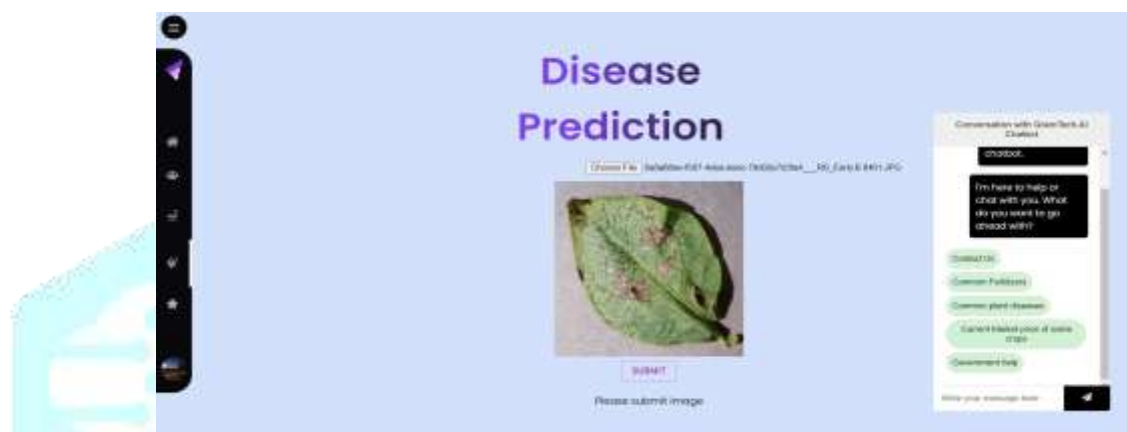 Disease
Prediction
Choose File
Conversation with GreenTech AI
Chatbot
chatbot.
I'm here to help or
chat with you. What
do you want to go
ahead with?
Contact Us
Common Fertilizers
Common plant diseases
Current Market price of some
crops
Government help
SUBMIT
Please submit image
Write your message here